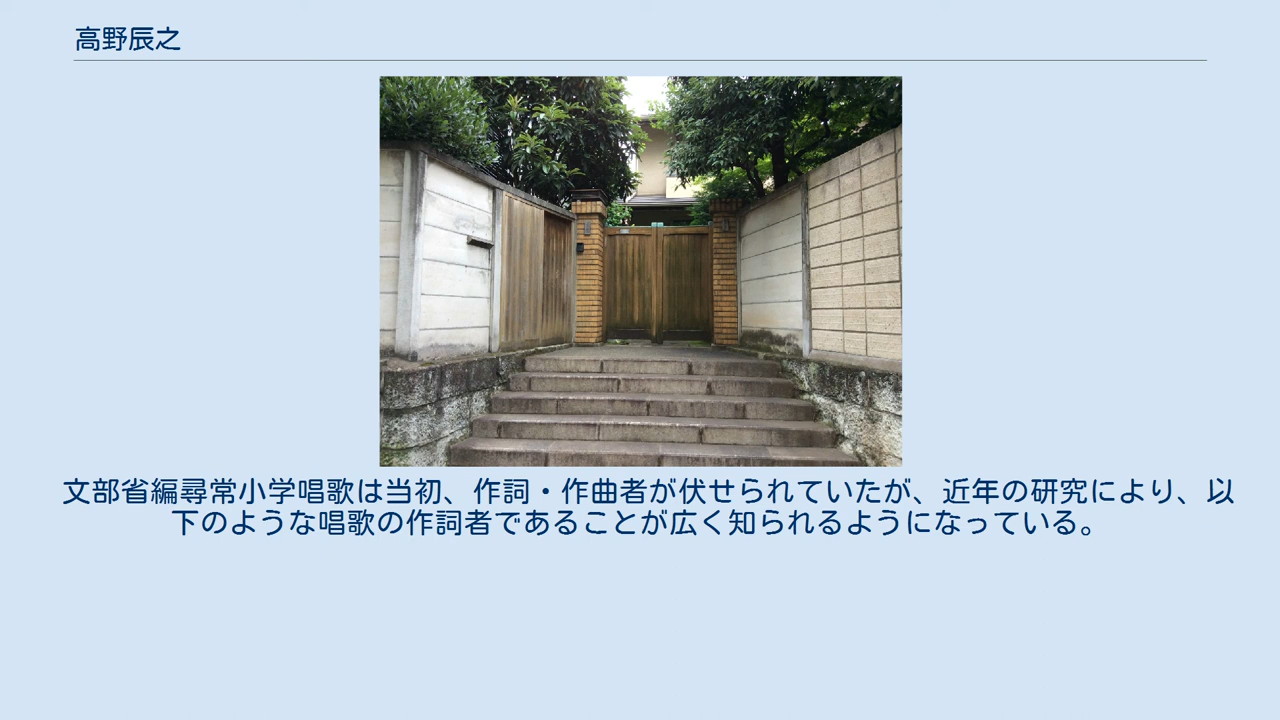 高野辰之
文部省編尋常小学唱歌は当初、作詞・作曲者が伏せられていたが、近年の研究により、以
下のような唱歌の作詞者であることが広く知られるようになっている。